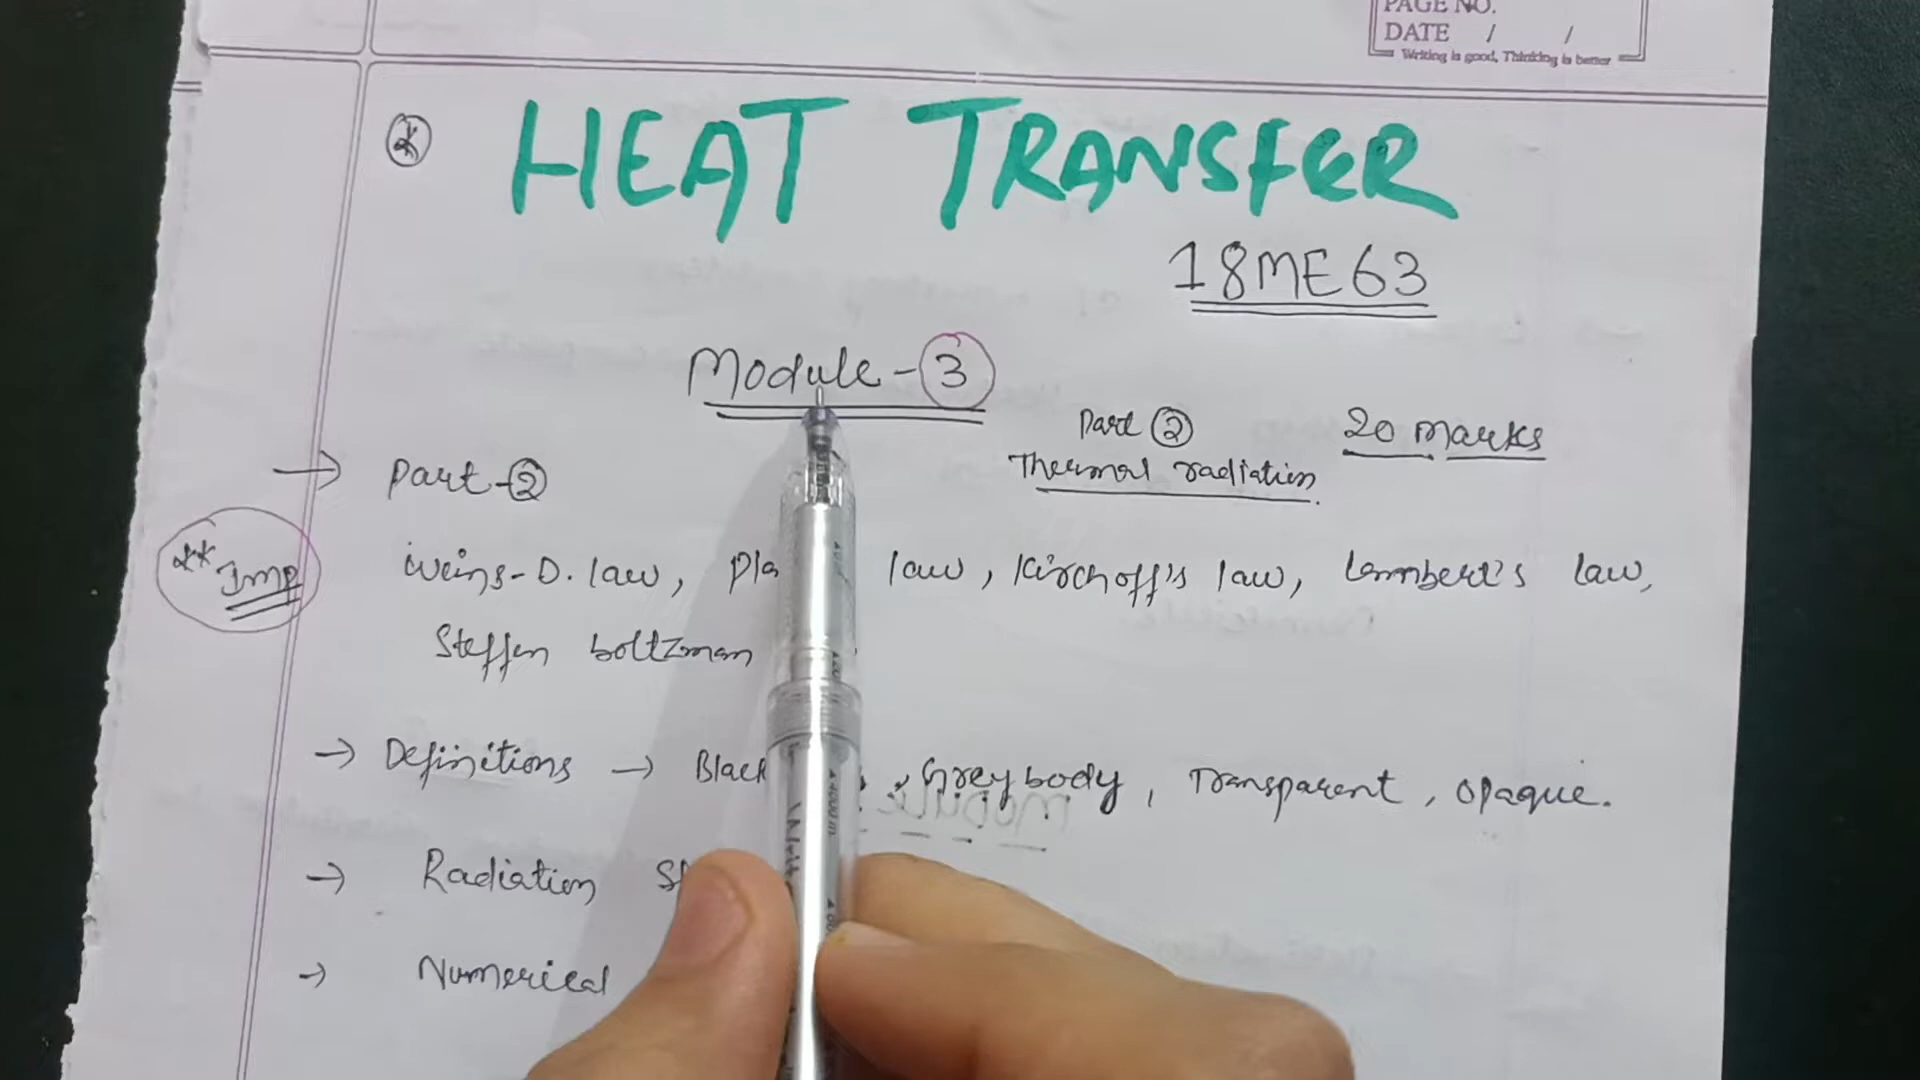 PAGE NO.
DATE / /
Writing is good, Thinking is better
HEAT TRANSFER
18ME63
Module - 3
Part 2 20 marks
Thermal radiation.
→ Part - 2
** Imp
weins - D. law, law, Kirchoff's law, Lambert's law,
Steffen boltzman
→ Definitions → Black , Greybody, Transparent, Opaque.
→ Radiation
→ Numerical